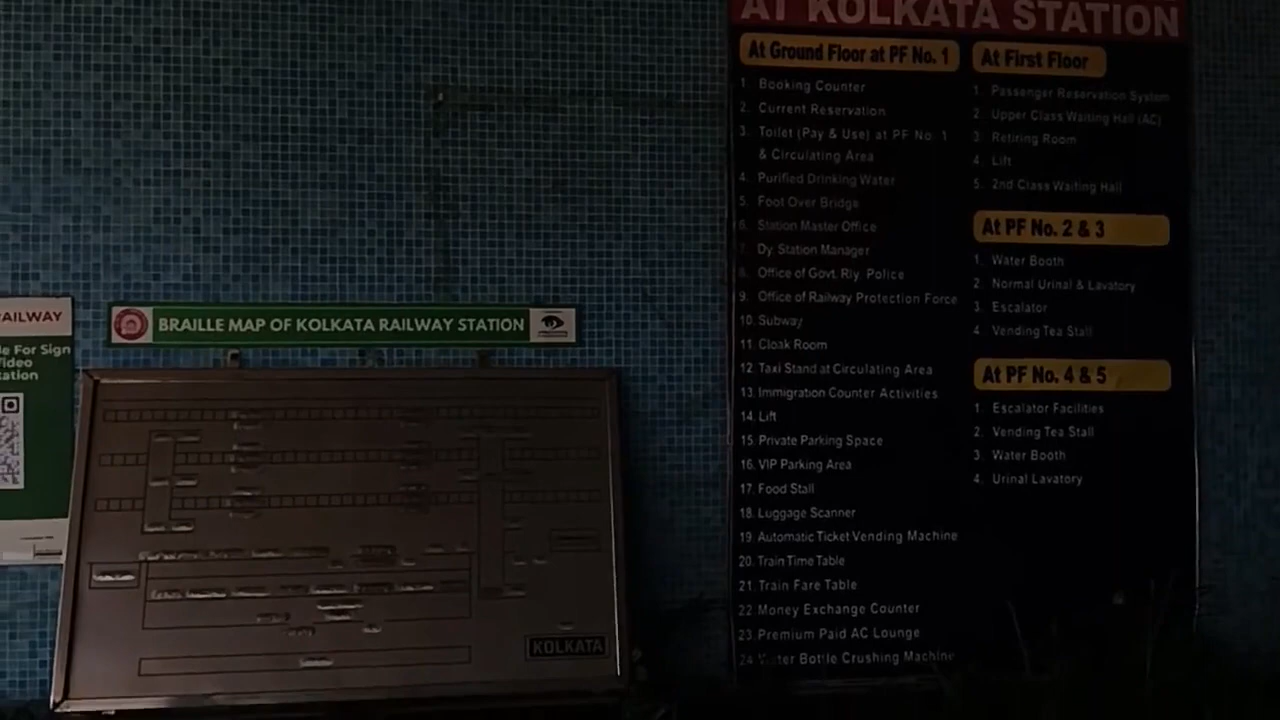 AILWAY
e For Sign
ideo
ation
BRAILLE MAP OF KOLKATA RAILWAY STATION
KOLKATA
AT KOLKATA STATION
At Ground Floor at PF No. 1
1. Booking Counter
2. Current Reservation
3. Toilet (Pay & Use) at PF No. 1
& Circulating Area
4. Purified Drinking Water
5. Foot Over Bridge
6. Station Master Office
7. Dy. Station Manager
8. Office of Govt. Rly. Police
9. Office of Railway Protection Force
10. Subway
11 Cloak Room
12. Taxi Stand at Circulating Area
13. Immigration Counter Activities
14. Lift
15. Private Parking Space
16. VIP Parking Area
17. Food Stall
18. Luggage Scanner
19 Automatic Ticket Vending Machine
20. Train Time Table
21. Train Fare Table
22 Money Exchange Counter
23. Premium Paid AC Lounge
24 Water Bottle Crushing Machine
At First Floor
1. Passenger Reservation System
2. Upper Class Waiting Hall (AC)
3. Retiring Room
4. Lift
5. 2nd Class Waiting Hall
At PF No. 2 & 3
1. Water Booth
2. Normal Urinal & Lavatory
3. Escalator
4. Vending Tea Stall
At PF No. 4 & 5
1. Escalator Facilities
2. Vending Tea Stall
3. Water Booth
4. Urinal Lavatory